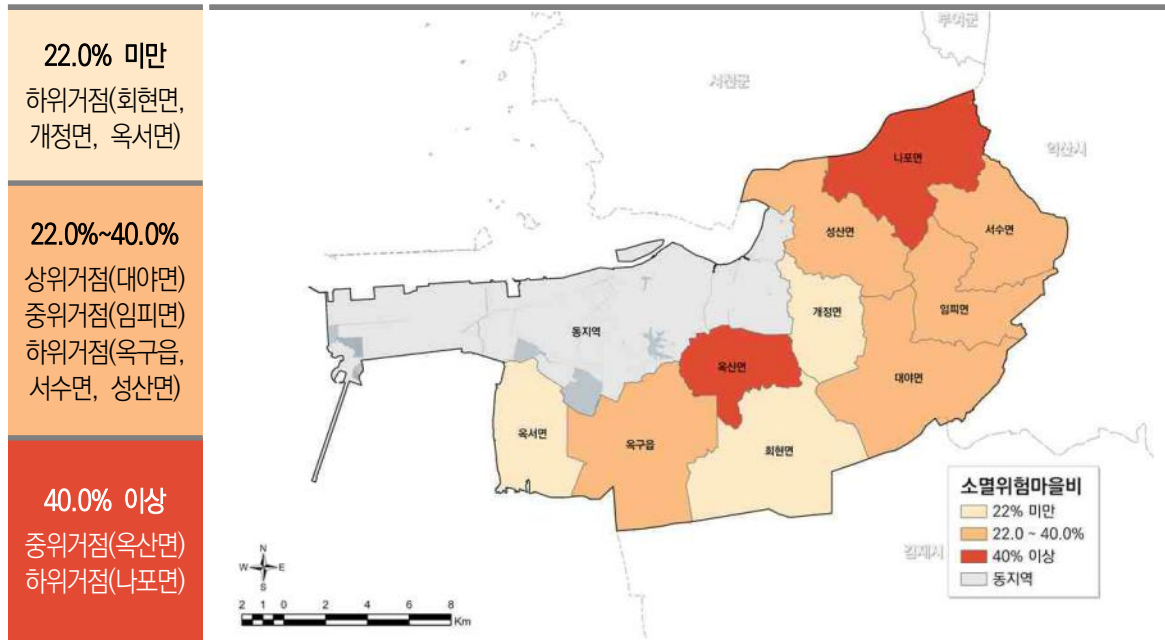 22.0% 미만
하위거점(회현면,
개정면, 옥서면)
22.0%~40.0%
상위거점(대야면)
중위거점(임피면)
하위거점(옥구읍,
서수면, 성산면)
40.0% 이상
중위거점(옥산면)
하위거점(나포면)
부여군
서천군
익산시
나포면
성산면
서수면
개정면
임피면
동지역
옥산면
대야면
옥서면
옥구읍
회현면
김제시
소멸위험마을비
22% 미만
22.0 ~ 40.0%
40% 이상
동지역
N
W E
S
2 1 0 2 4 6 8
Km